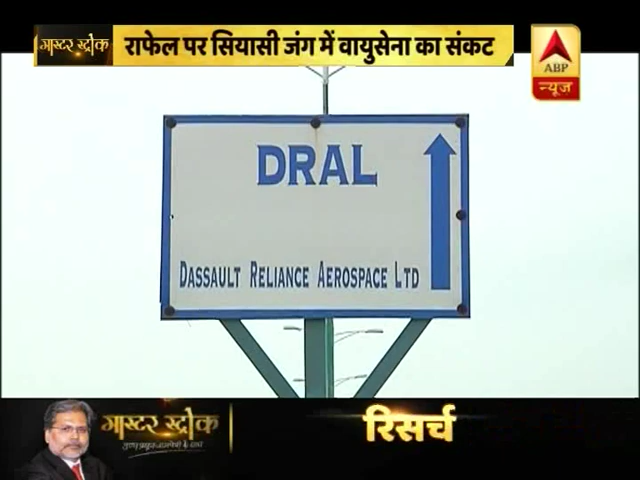 मास्टर स्ट्रोक
राफेल पर सियासी जंग में वायुसेना का संकट
ABP
न्यूज़
DRAL
DASSAULT RELIANCE AEROSPACE LTD
मास्टर स्ट्रोक
रिसर्च